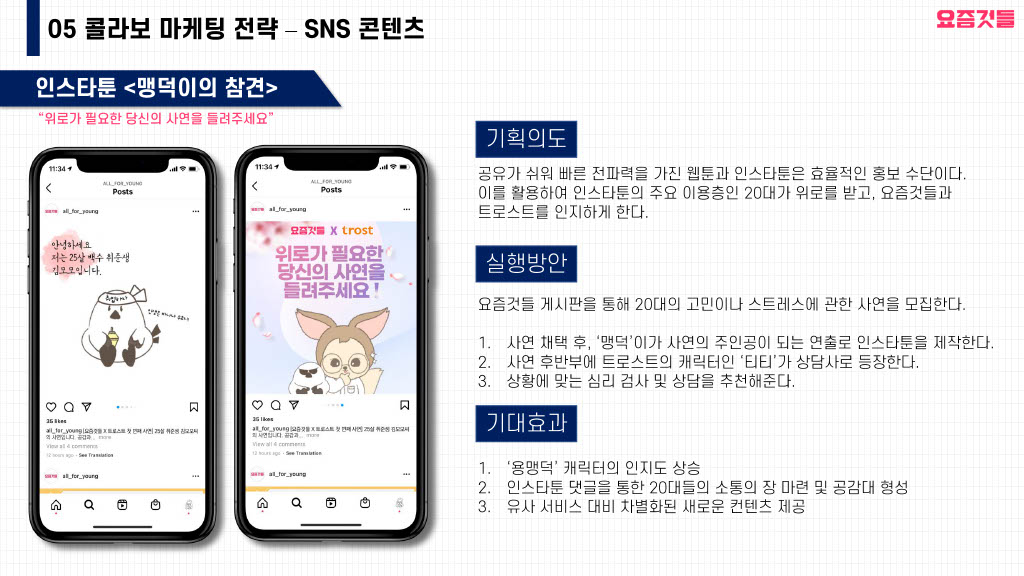 05 콜라보 마케팅 전략 – SNS 콘텐츠
요즘것들
인스타툰 <맹덕이의 참견>
“위로가 필요한 당신의 사연을 들려주세요”
11:34
ALL_FOR_YOUNG
Posts
요즘것들 all_for_young
안녕하세요
저는 25살 백수 취준생
김모모입니다.
35 likes
all_for_young [요즘것들 X 트로스트 첫 번째 사연] 25살 취준생 김모모씨
의 사연입니다. 공감과... more
View all 4 comments
12 hours ago · See Translation
요즘것들 all_for_young
11:34
ALL_FOR_YOUNG
Posts
요즘것들 all_for_young
요즘것들 X trost
위로가 필요한
당신의 사연을
들려주세요!
35 likes
all_for_young [요즘것들 X 트로스트 첫 번째 사연] 25살 취준생 김모모씨
의 사연입니다. 공감과... more
View all 4 comments
12 hours ago · See Translation
요즘것들 all_for_young
기획의도
공유가 쉬워 빠른 전파력을 가진 웹툰과 인스타툰은 효율적인 홍보 수단이다.
이를 활용하여 인스타툰의 주요 이용층인 20대가 위로를 받고, 요즘것들과
트로스트를 인지하게 한다.
실행방안
요즘것들 게시판을 통해 20대의 고민이나 스트레스에 관한 사연을 모집한다.
1. 사연 채택 후, ‘맹덕’이가 사연의 주인공이 되는 연출로 인스타툰을 제작한다.
2. 사연 후반부에 트로스트의 캐릭터인 ‘티티’가 상담사로 등장한다.
3. 상황에 맞는 심리 검사 및 상담을 추천해준다.
기대효과
1. ‘용맹덕’ 캐릭터의 인지도 상승
2. 인스타툰 댓글을 통한 20대들의 소통의 장 마련 및 공감대 형성
3. 유사 서비스 대비 차별화된 새로운 컨텐츠 제공